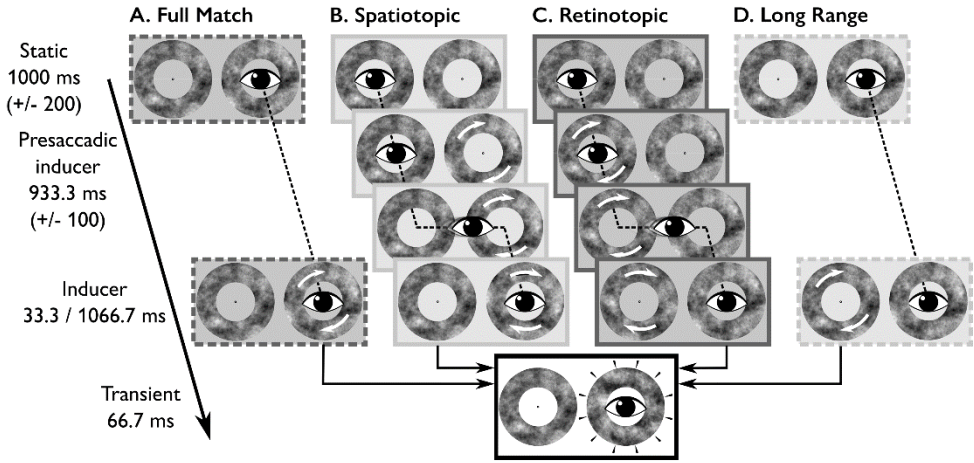 A. Full Match
B. Spatiotopic
C. Retinotopic
D. Long Range
Static
1000 ms
(+/- 200)
Presaccadic
inducer
933.3 ms
(+/- 100)
Inducer
33.3 / 1066.7 ms
Transient
66.7 ms